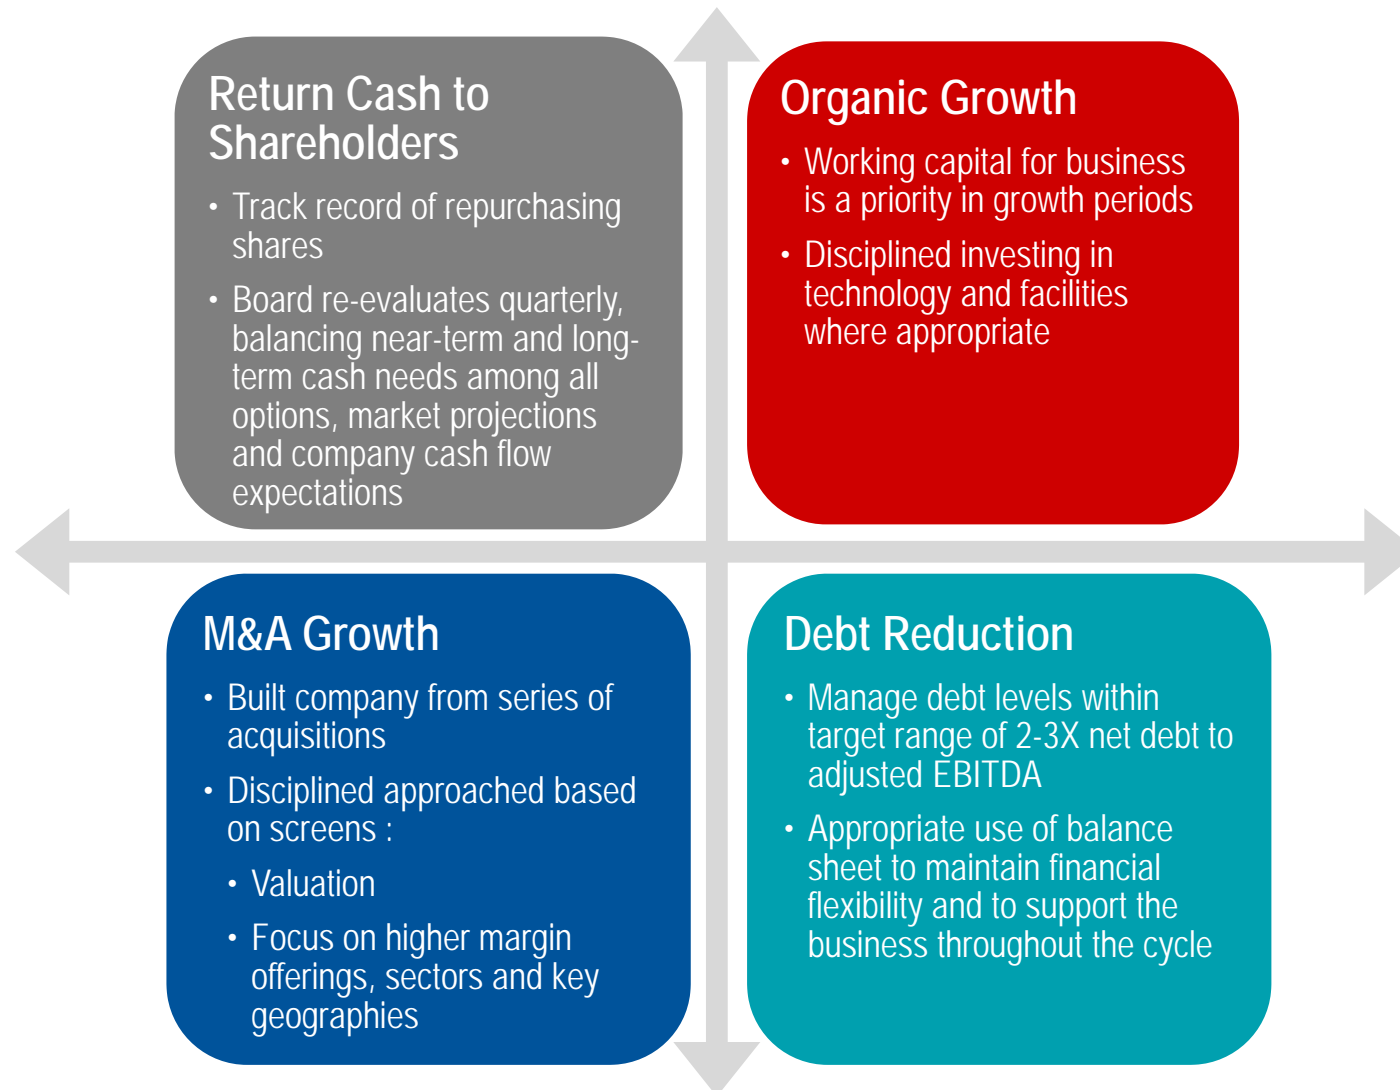 Return Cash to
Shareholders
• Track record of repurchasing
shares
• Board re-evaluates quarterly,
balancing near-term and long-
term cash needs among all
options, market projections
and company cash flow
expectations
Organic Growth
• Working capital for business
is a priority in growth periods
• Disciplined investing in
technology and facilities
where appropriate
M&A Growth
• Built company from series of
acquisitions
• Disciplined approached based
on screens :
• Valuation
• Focus on higher margin
offerings, sectors and key
geographies
Debt Reduction
• Manage debt levels within
target range of 2-3X net debt to
adjusted EBITDA
• Appropriate use of balance
sheet to maintain financial
flexibility and to support the
business throughout the cycle